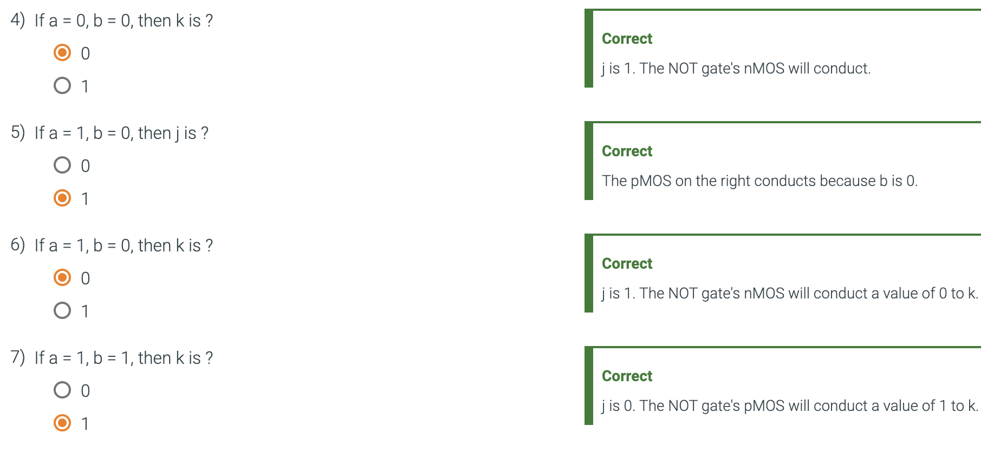 4) If a = 0, b = 0, then k is ?
0
1
Correct
j is 1. The NOT gate's nMOS will conduct.
5) If a = 1, b = 0, then j is ?
0
1
Correct
The pMOS on the right conducts because b is 0.
6) If a = 1, b = 0, then k is ?
0
1
Correct
j is 1. The NOT gate's nMOS will conduct a value of 0 to k.
7) If a = 1, b = 1, then k is ?
0
1
Correct
j is 0. The NOT gate's pMOS will conduct a value of 1 to k.